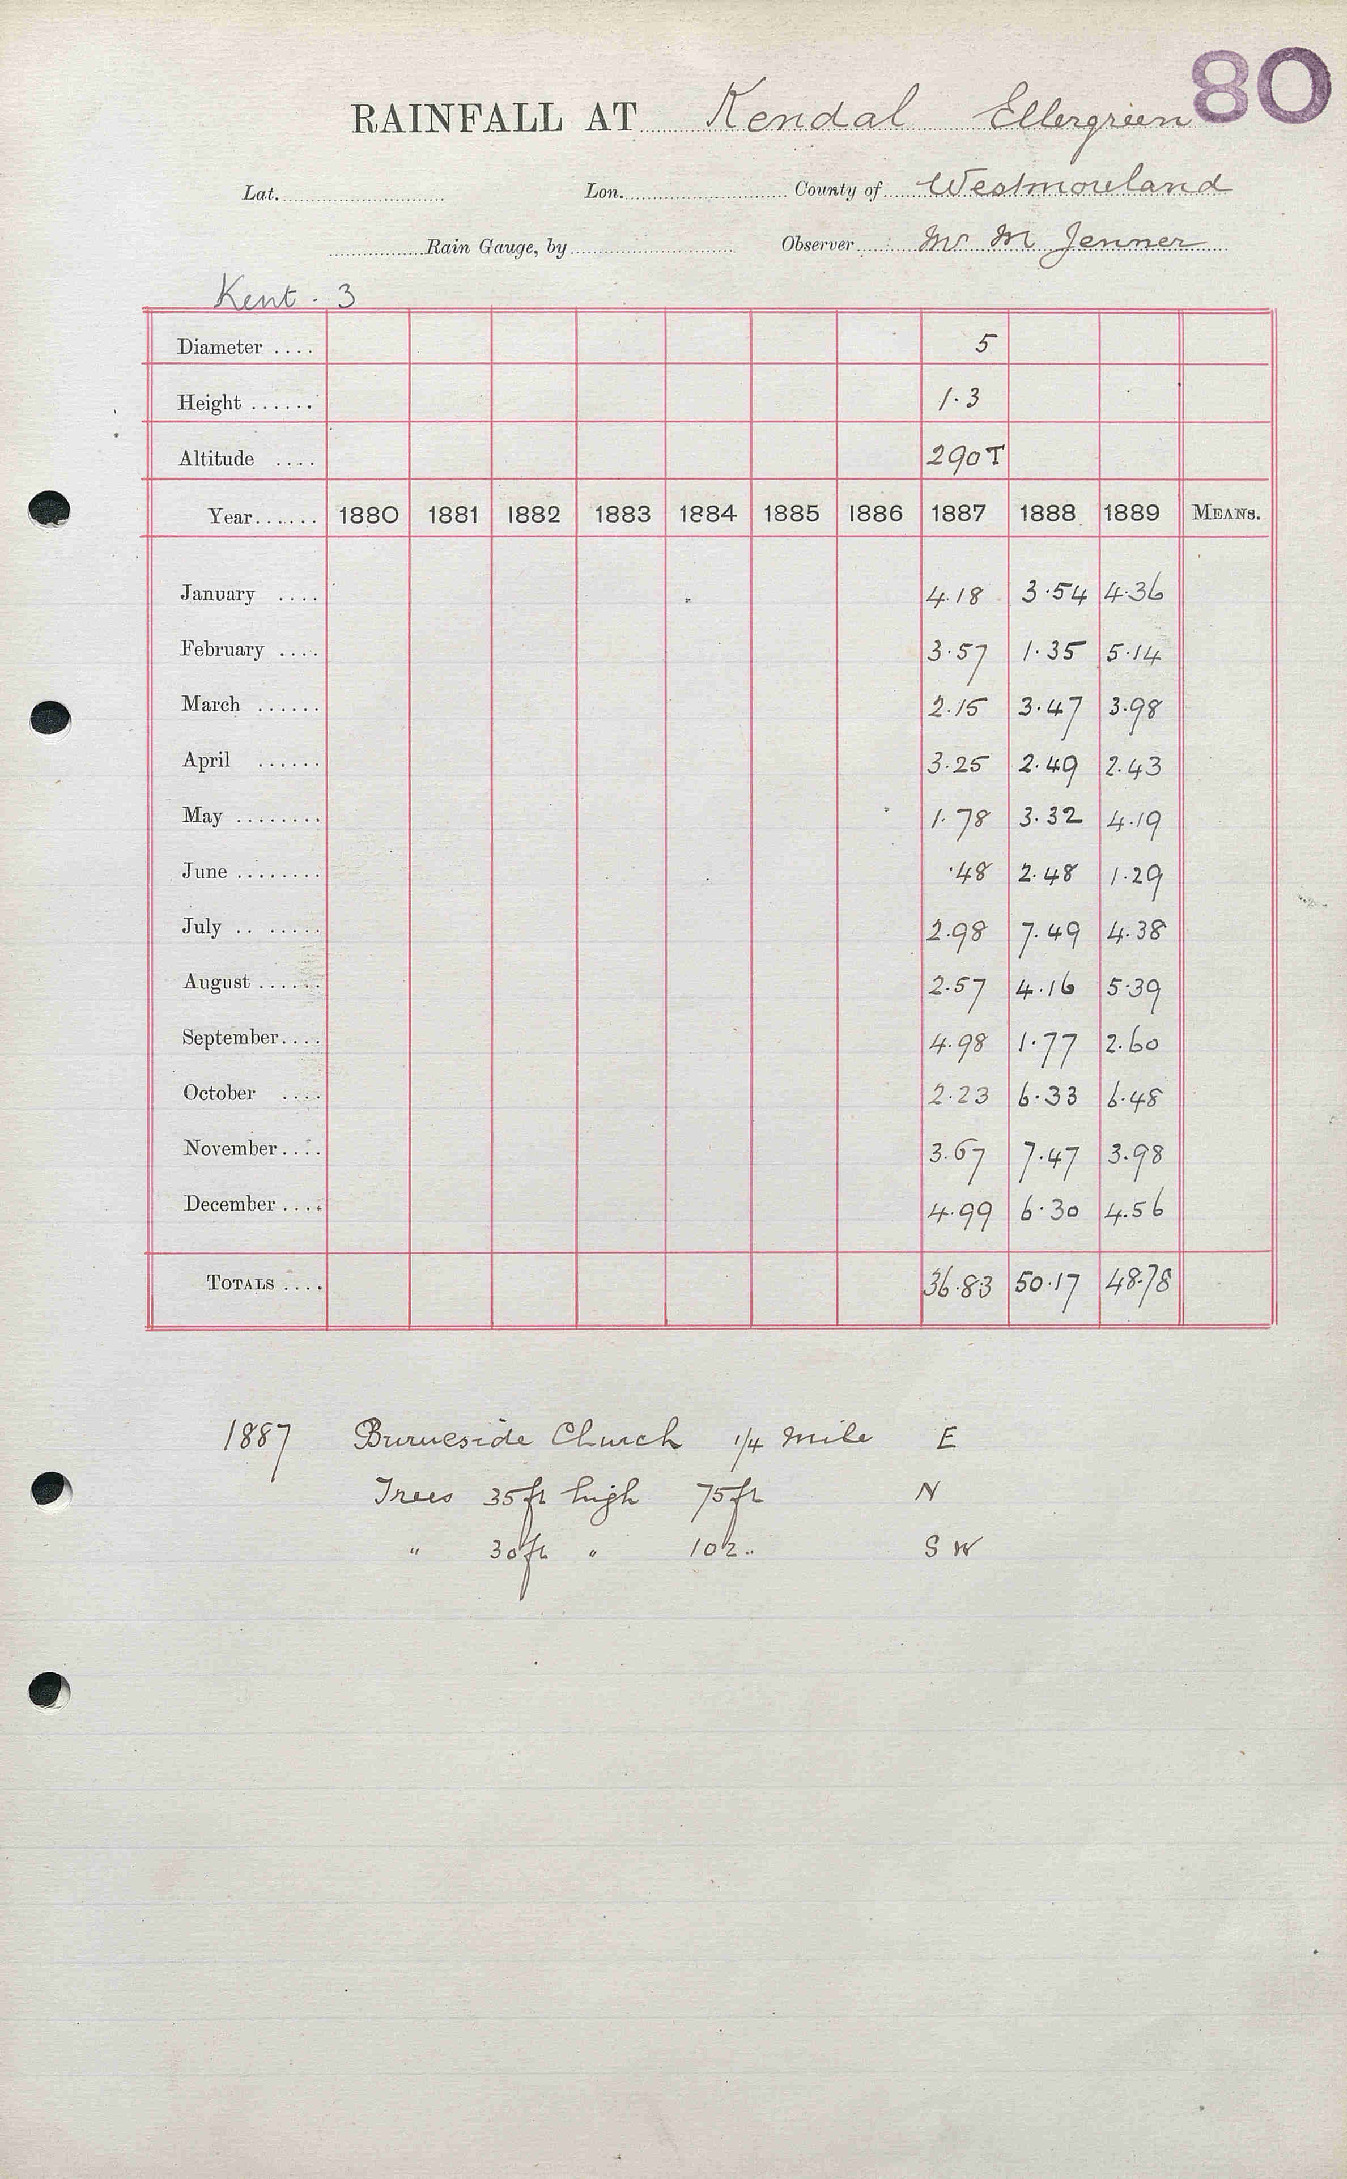 80
RAINFALL AT Kendal Ellergreen
Lat. Lon. County of Westmoreland
Rain Gauge, by Observer Mr M Jenner
Kent . 3
Diameter .... 5
Height ...... 1.3
Altitude .... 290T
Year...... 1880 1881 1882 1883 1884 1885 1886 1887 1888 1889 MEANS.
January .... 4.18 3.54 4.36
February .... 3.57 1.35 5.14
March ...... 2.15 3.47 3.98
April ...... 3.25 2.49 2.43
May ........ 1.78 3.32 4.19
June ........ .48 2.48 1.29
July .. ..... 2.98 7.49 4.38
August ...... 2.57 4.16 5.39
September.... 4.98 1.77 2.60
October .... 2.23 6.33 6.48
November.... 3.67 7.47 3.98
December .... 4.99 6.30 4.56
TOTALS .... 36.83 50.17 48.78
1887 Burneside Church 1/4 mile E
Trees 35ft high 75ft N
" 30ft " 102 " S W